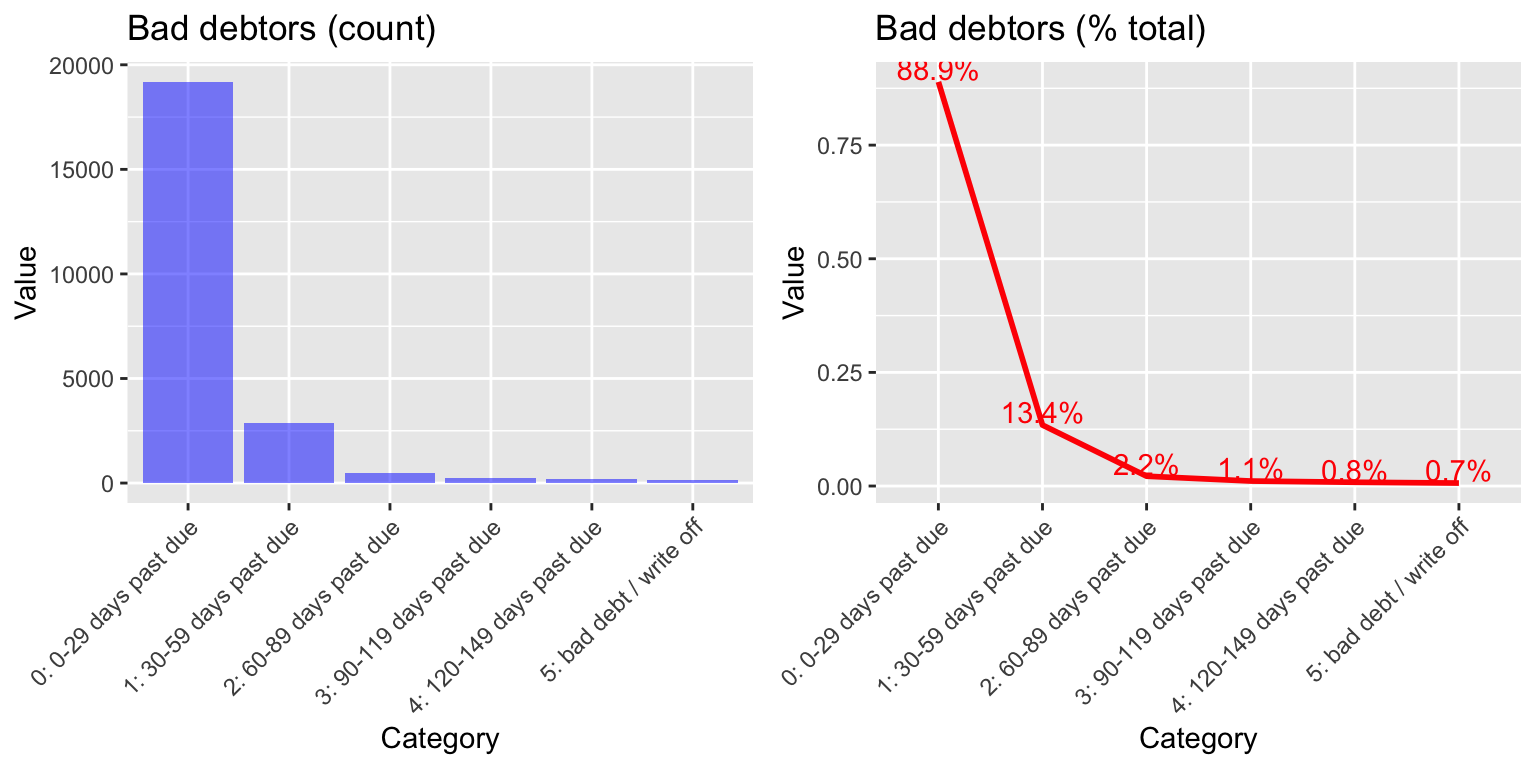 Bad debtors (count)
Value
20000
15000
10000
5000
0
0: 0-29 days past due
1: 30-59 days past due
2: 60-89 days past due
3: 90-119 days past due
4: 120-149 days past due
5: bad debt / write off
Category
Bad debtors (% total)
Value
0.75
0.50
0.25
0.00
88.9%
13.4%
2.2%
1.1%
0.8%
0.7%
0: 0-29 days past due
1: 30-59 days past due
2: 60-89 days past due
3: 90-119 days past due
4: 120-149 days past due
5: bad debt / write off
Category